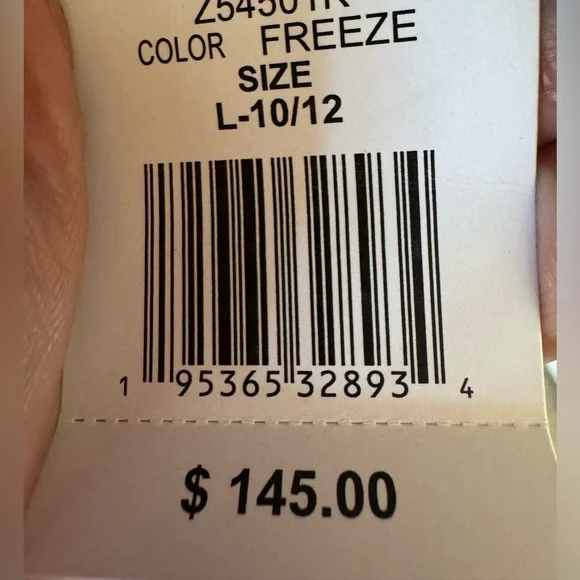 COLOR FREEZE
SIZE
L-10/12
1 95365 32893 4
$ 145.00